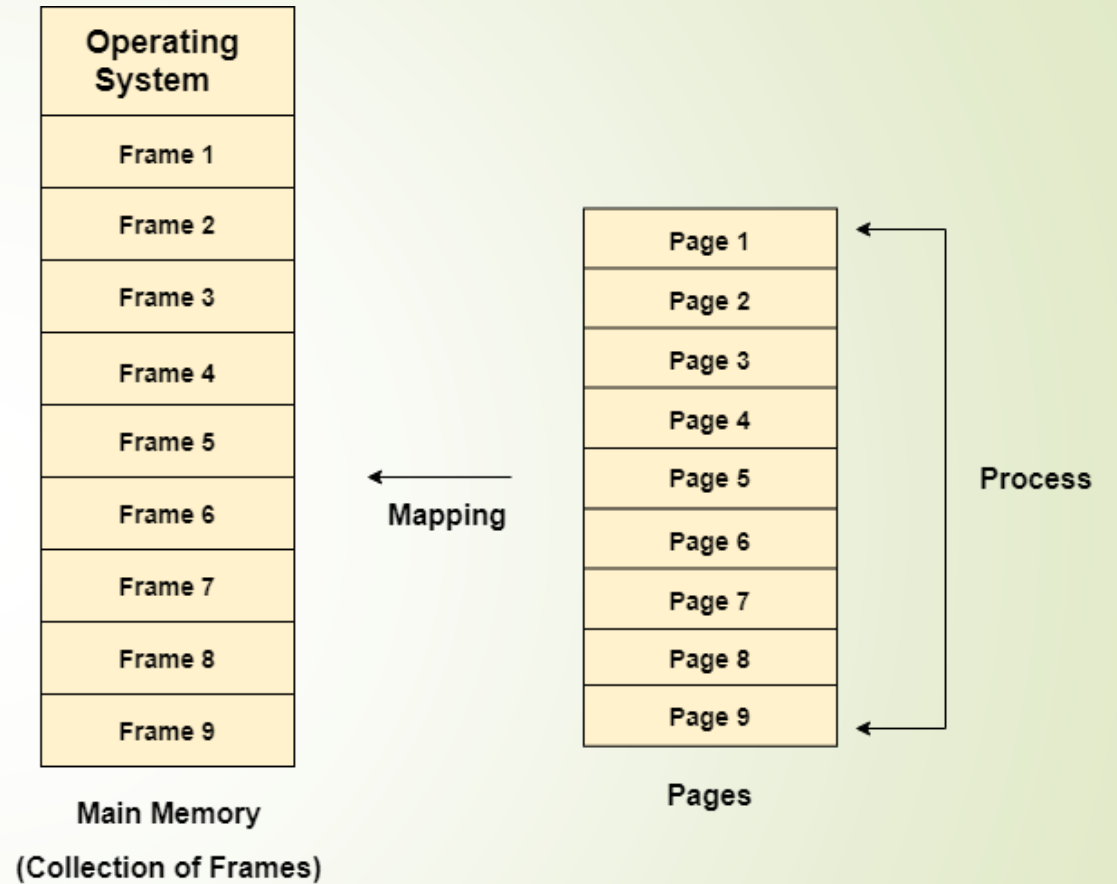 Operating
System
Frame 1
Frame 2
Frame 3
Frame 4
Frame 5
Frame 6
Frame 7
Frame 8
Frame 9
Main Memory
(Collection of Frames)
Mapping
Page 1
Page 2
Page 3
Page 4
Page 5
Page 6
Page 7
Page 8
Page 9
Pages
Process